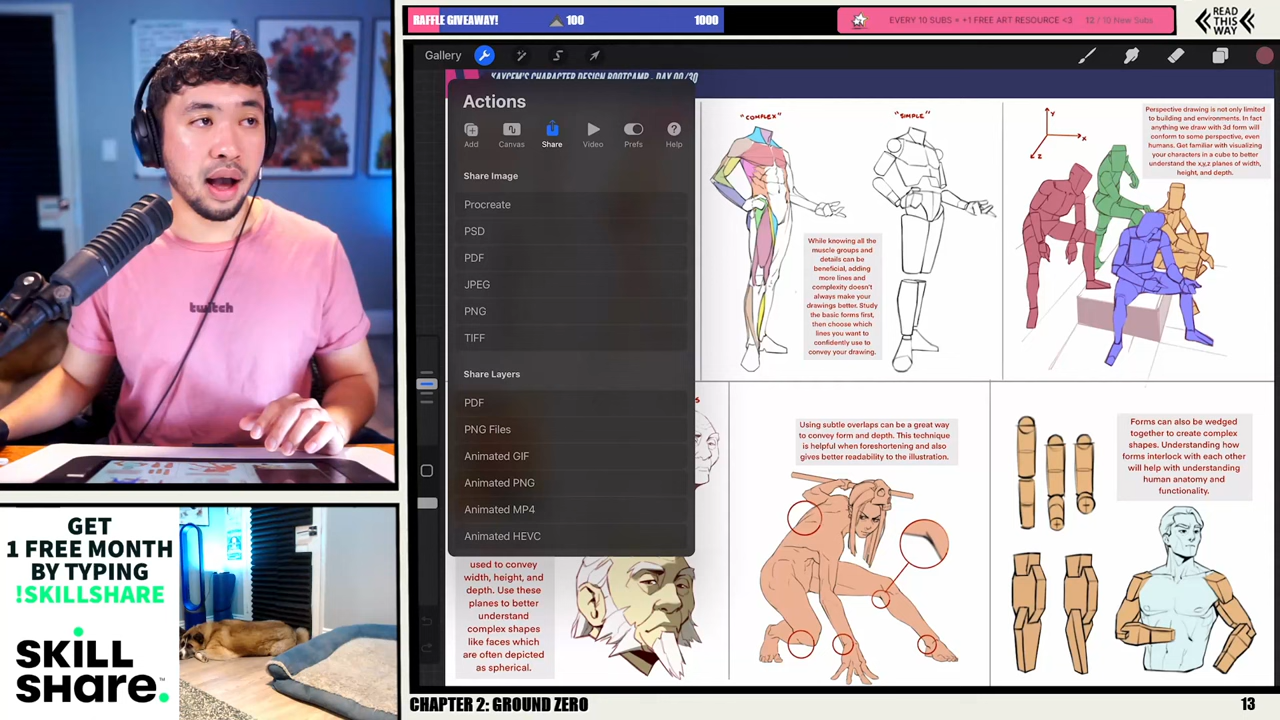 RAFFLE GIVEAWAY!
100
1000
EVERY 10 SUBS + +1 FREE ART RESOURCE <3
12 / 10 New Subs
READ
THIS
WAY
Gallery
Actions
Add
Canvas
Share
Video
Prefs
Help
Share Image
Procreate
PSD
PDF
JPEG
PNG
TIFF
Share Layers
PDF
PNG Files
Animated GIF
Animated PNG
Animated MP4
Animated HEVC
CHARACTER DESIGN BOOTCAMP - DAY 00/30
"COMPLEX"
"SIMPLE"
While knowing all the
muscle groups and
details can be
beneficial, adding
more lines and
complexity doesn't
always make your
drawings better. Study
the basic forms first,
then choose which
lines you want to
confidently use to
convey your drawing.
Y
X
Z
Perspective drawing is not only limited
to building and environments. In fact
anything we draw with 3d form will
conform to some perspective, even
humans. Get familiar with visualizing
your characters in a cube to better
understand the x,y,z planes of width,
height, and depth.
used to convey
width, height, and
depth. Use these
planes to better
understand
complex shapes
like faces which
are often depicted
as spherical.
Using subtle overlaps can be a great way
to convey form and depth. This technique
is helpful when foreshortening and also
gives better readability to the illustration.
Forms can also be wedged
together to create complex
shapes. Understanding how
forms interlock with each other
will help with understanding
human anatomy and
functionality.
twitch
GET
1 FREE MONTH
BY TYPING
!SKILLSHARE
SKILL
SHARE.
CHAPTER 2: GROUND ZERO
13